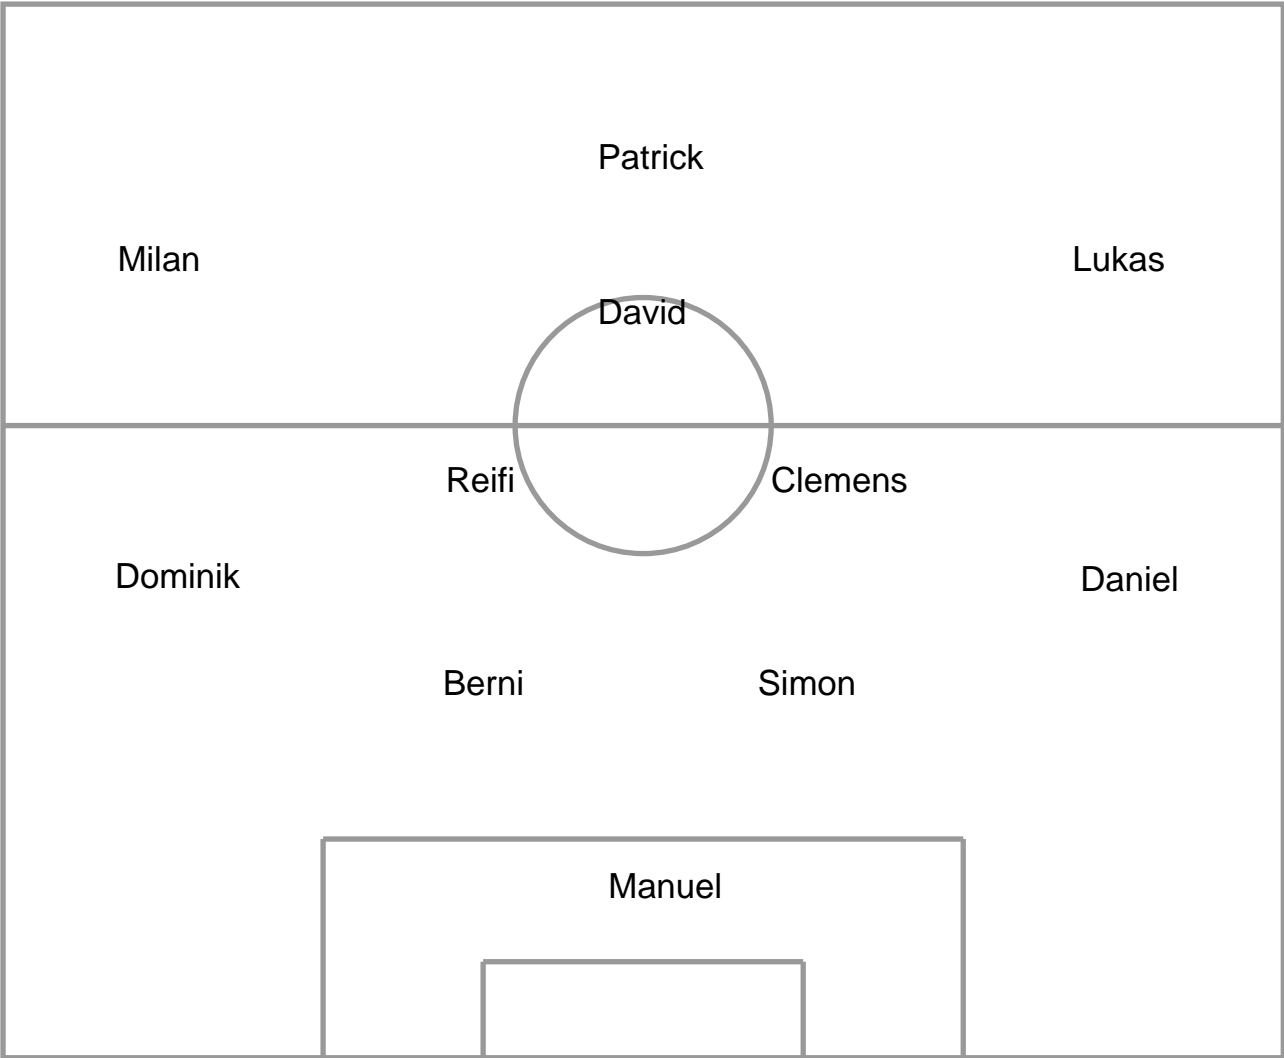 Patrick
Milan
Lukas
David
Reifi
Clemens
Dominik
Daniel
Berni
Simon
Manuel